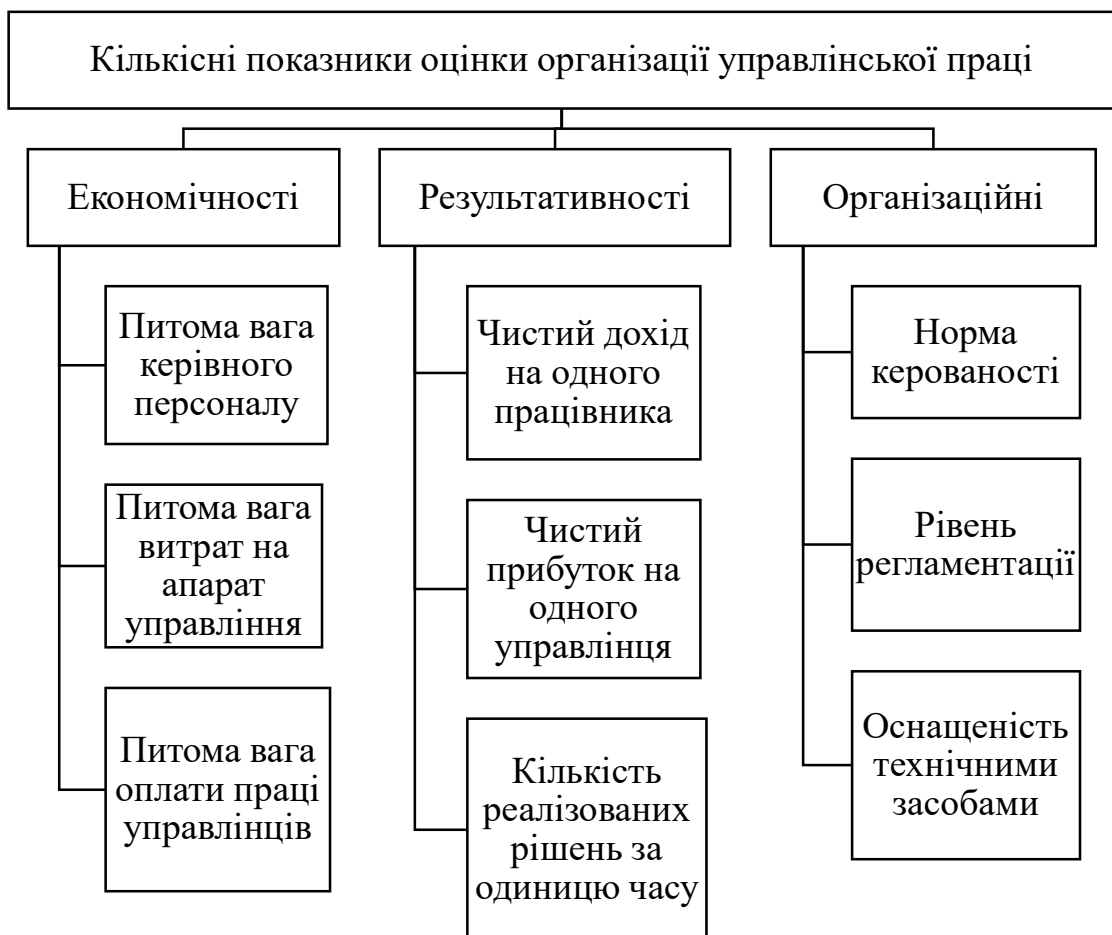 Кількісні показники оцінки організації управлінської праці
Економічності
Результативності
Організаційні
Питома вага
керівного
персоналу
Питома вага
витрат на
апарат
управління
Питома вага
оплати праці
управлінців
Чистий дохід
на одного
працівника
Чистий
прибуток на
одного
управлінця
Кількість
реалізованих
рішень за
одиницю часу
Норма
керованості
Рівень
регламентації
Оснащеність
технічними
засобами